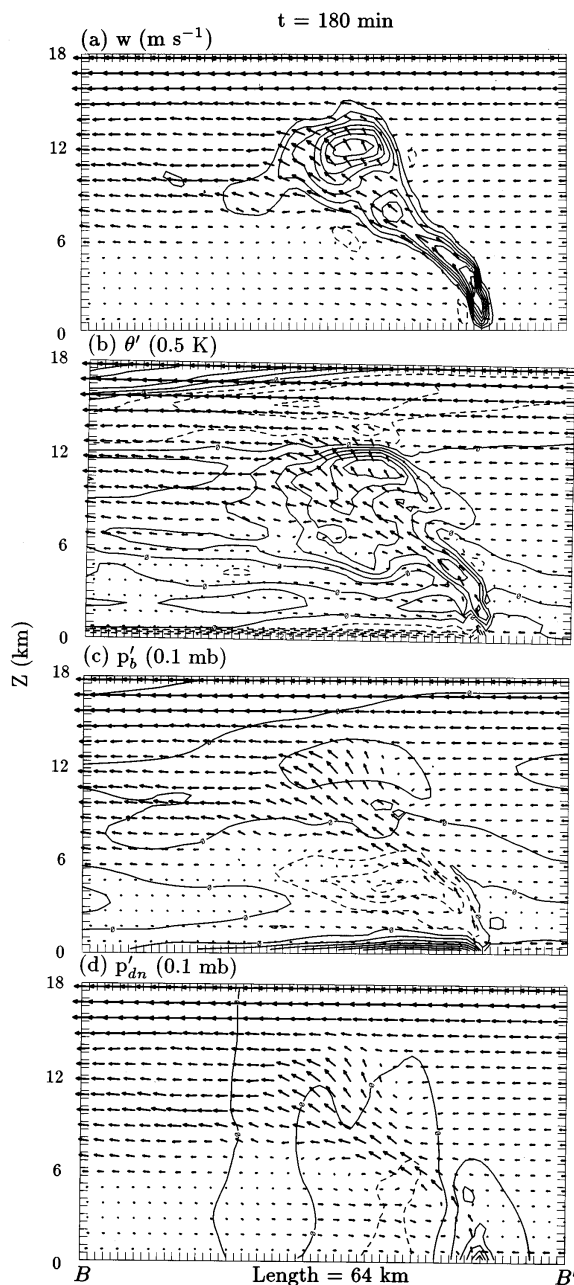 t = 180 min
(a) w (m s⁻¹)
18
12
6
0
(b) θ′ (0.5 K)
18
12
6
0
Z (km)
(c) p′b (0.1 mb)
18
12
6
0
(d) p′dn (0.1 mb)
18
12
6
0
B Length = 64 km B'